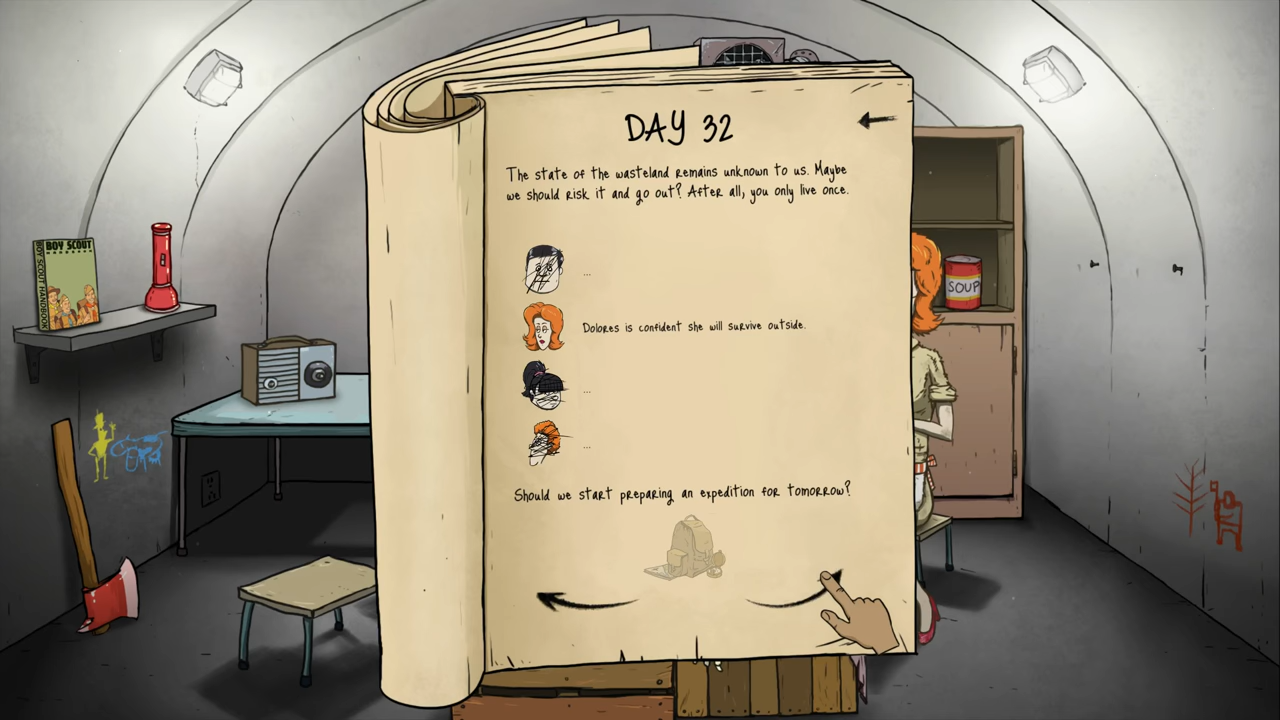 DAY 32
The state of the wasteland remains unknown to us. Maybe
we should risk it and go out? After all, you only live once.
...
Dolores is confident she will survive outside.
...
...
Should we start preparing an expedition for tomorrow?
BOY SCOUT
BOY SCOUT HANDBOOK
SOUP